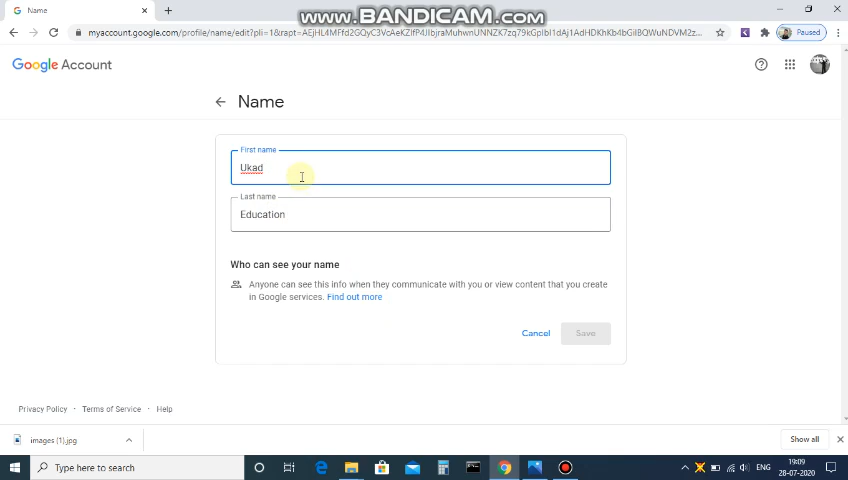 www.BANDICAM.com
Name
myaccount.google.com/profile/name/edit?pli=1&rapt=AEjHL4MFfd2GQyC3VcAeKZlfP4JIbjraMuhwnUNNZK7zq79kGpIbI1dAj1AdHDKhKb4bGilBQWuNDVM2z...
Paused
Google Account
Name
First name
Ukad
Last name
Education
Who can see your name
Anyone can see this info when they communicate with you or view content that you create
in Google services. Find out more
Cancel
Save
Privacy Policy · Terms of Service · Help
images (1).jpg
Show all
Type here to search
ENG
19:09
28-07-2020